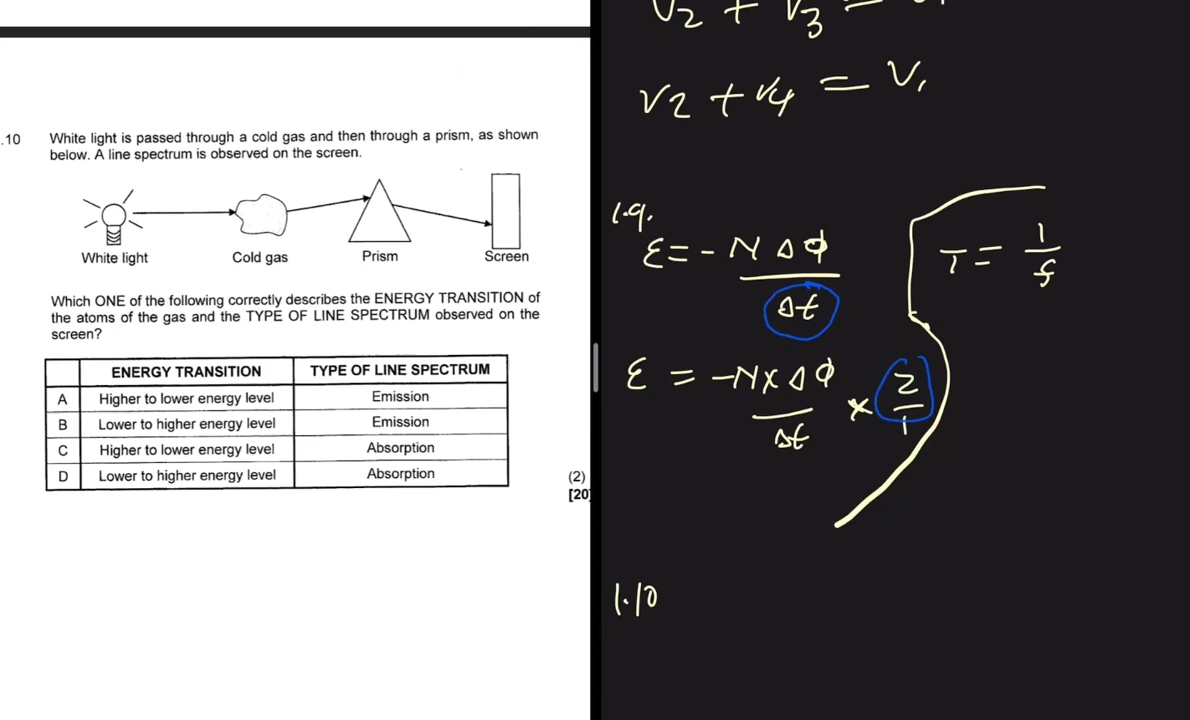 .10 White light is passed through a cold gas and then through a prism, as shown
below. A line spectrum is observed on the screen.
White light
Cold gas
Prism
Screen
Which ONE of the following correctly describes the ENERGY TRANSITION of
the atoms of the gas and the TYPE OF LINE SPECTRUM observed on the
screen?
ENERGY TRANSITION TYPE OF LINE SPECTRUM
A Higher to lower energy level Emission
B Lower to higher energy level Emission
C Higher to lower energy level Absorption
D Lower to higher energy level Absorption
(2)
[20]
V2 + V3 =
V2 + V4 = V1
1.9.
ε = - N Δ Φ
Δt
T = 1
f
ε = -N x Δ Φ
Δt
× 2
1
1.10